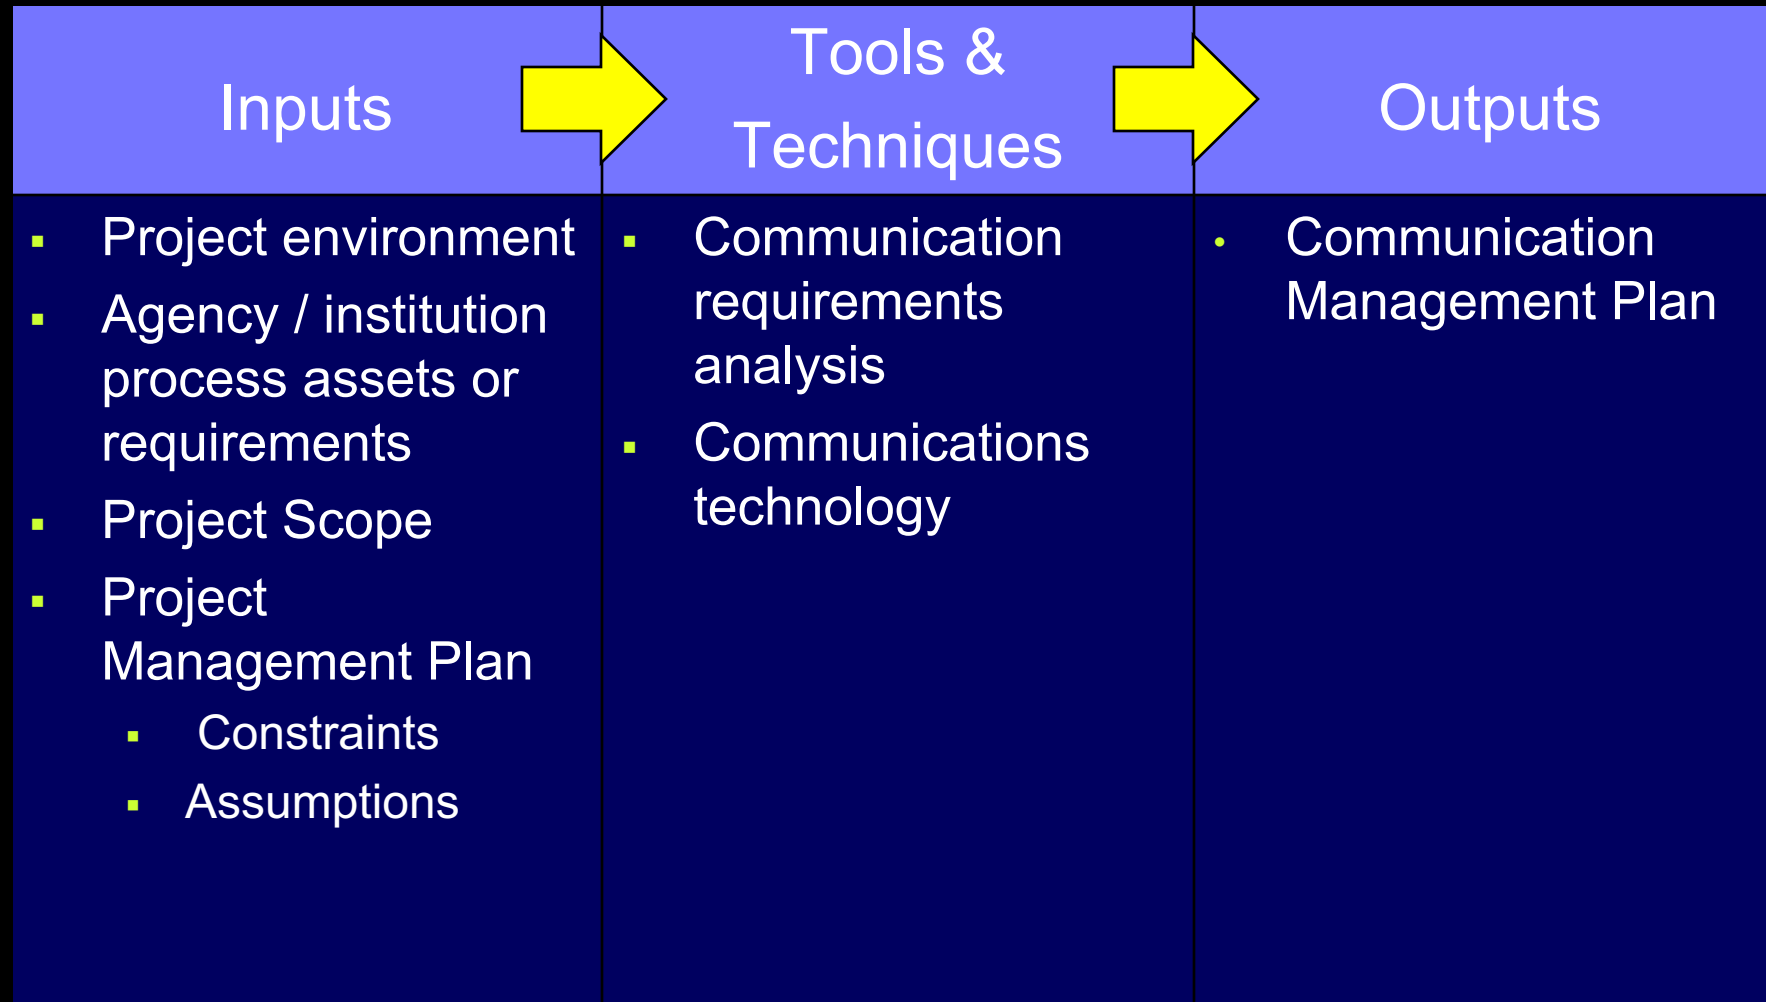 Inputs
Tools &
Techniques
Outputs
Project environment
Agency / institution
process assets or
requirements
Project Scope
Project
Management Plan
Constraints
Assumptions
Communication
requirements
analysis
Communications
technology
Communication
Management Plan